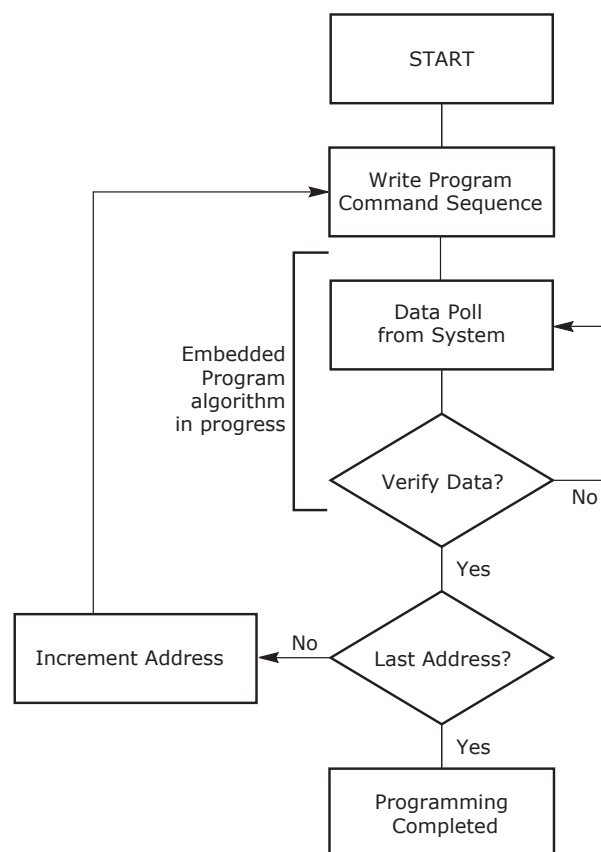 START
Write Program
Command Sequence
Data Poll
from System
Embedded
Program
algorithm
in progress
Verify Data?
No
Yes
Increment Address
No
Last Address?
Yes
Programming
Completed